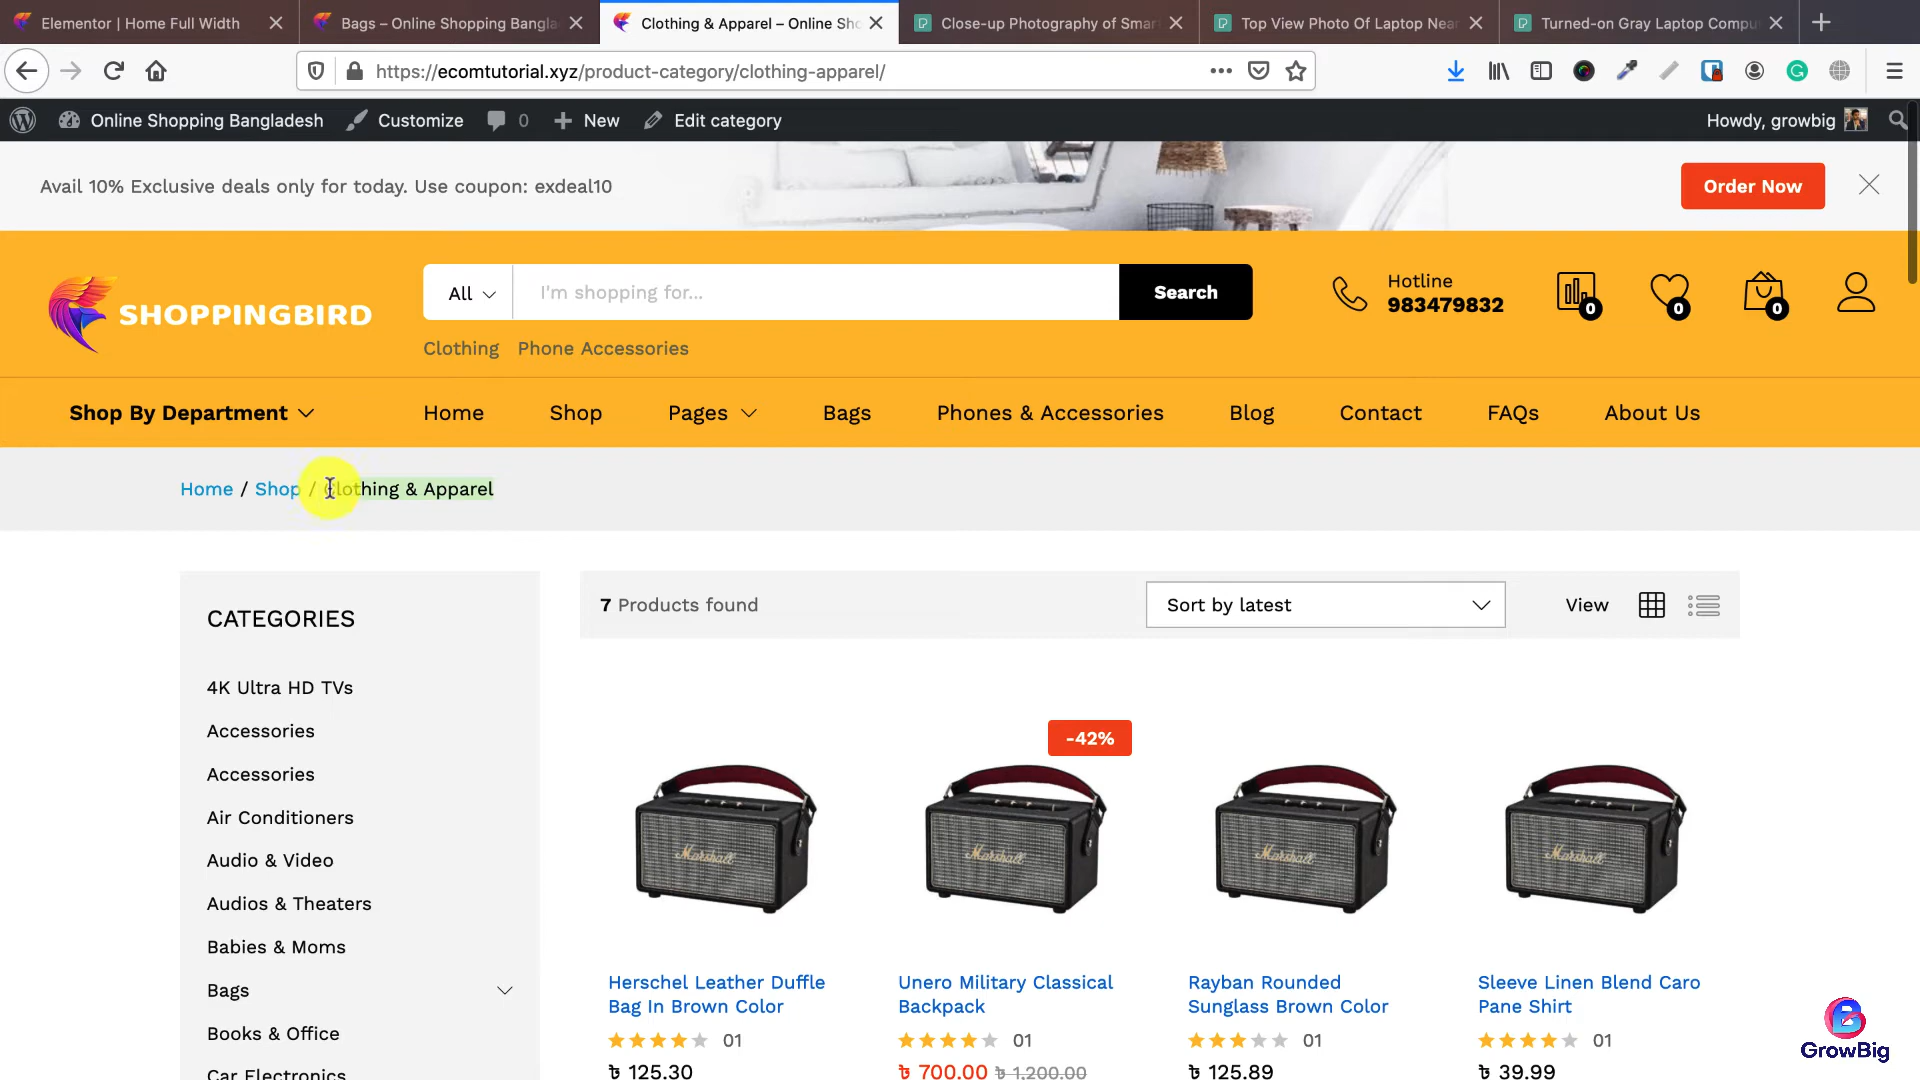 Elementor | Home Full Width
Bags – Online Shopping Bangla
Clothing & Apparel – Online Sho
Close-up Photography of Smar
Top View Photo Of Laptop Near
Turned-on Gray Laptop Compu
https://ecomtutorial.xyz/product-category/clothing-apparel/
Online Shopping Bangladesh
Customize
0
New
Edit category
Howdy, growbig
Avail 10% Exclusive deals only for today. Use coupon: exdeal10
Order Now
SHOPPINGBIRD
All
I'm shopping for...
Search
Hotline
983479832
0
0
0
Clothing
Phone Accessories
Shop By Department
Home
Shop
Pages
Bags
Phones & Accessories
Blog
Contact
FAQs
About Us
Home / Shop / Clothing & Apparel
CATEGORIES
4K Ultra HD TVs
Accessories
Accessories
Air Conditioners
Audio & Video
Audios & Theaters
Babies & Moms
Bags
Books & Office
Car Electronics
7 Products found
Sort by latest
View
-42%
Marshall
Marshall
Marshall
Marshall
Herschel Leather Duffle
Bag In Brown Color
01
৳ 125.30
Unero Military Classical
Backpack
01
৳ 700.00 ৳ 1,200.00
Rayban Rounded
Sunglass Brown Color
01
৳ 125.89
Sleeve Linen Blend Caro
Pane Shirt
01
৳ 39.99
GrowBig